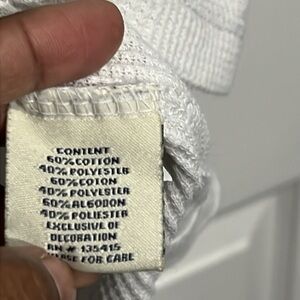 CONTENT
60% COTTON
40% POLYESTER
60% COTON
40% POLYESTER
60% ALGODON
40% POLIESTER
EXCLUSIVE OF
DECORATION
RN # 135415
FOR CARE